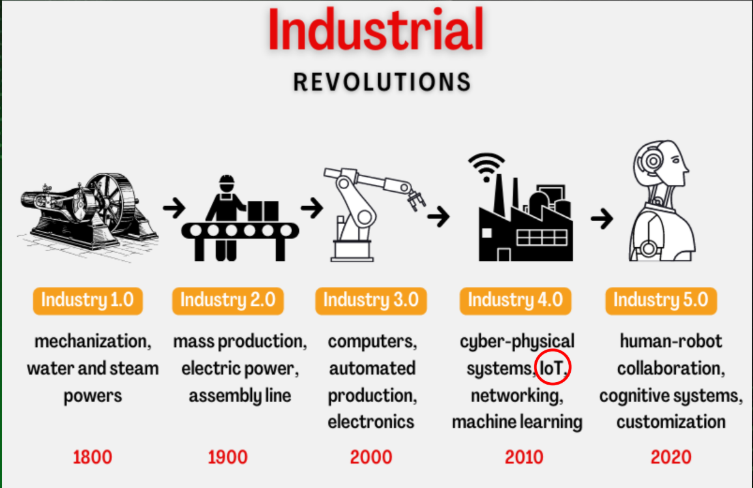 Industrial
REVOLUTIONS
Industry 1.0
mechanization,
water and steam
powers
1800
Industry 2.0
mass production,
electric power,
assembly line
1900
Industry 3.0
computers,
automated
production,
electronics
2000
Industry 4.0
cyber-physical
systems, IoT,
networking,
machine learning
2010
Industry 5.0
human-robot
collaboration,
cognitive systems,
customization
2020